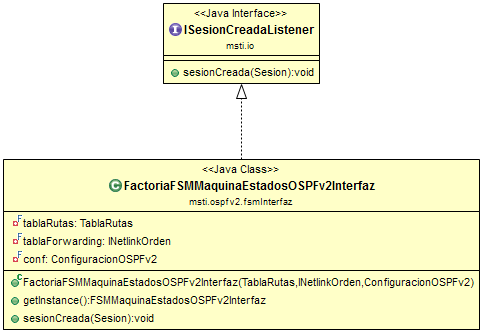 <<Java Interface>>
ISesionCreadaListener
msti.io
sesionCreada(Sesion):void
<<Java Class>>
FactoriaFSMMaquinaEstadosOSPFv2Interfaz
msti.ospfv2.fsmInterfaz
tablaRutas: TablaRutas
tablaForwarding: INetlinkOrden
conf: ConfiguracionOSPFv2
FactoriaFSMMaquinaEstadosOSPFv2Interfaz(TablaRutas,INetlinkOrden,ConfiguracionOSPFv2)
getInstance():FSMMaquinaEstadosOSPFv2Interfaz
sesionCreada(Sesion):void